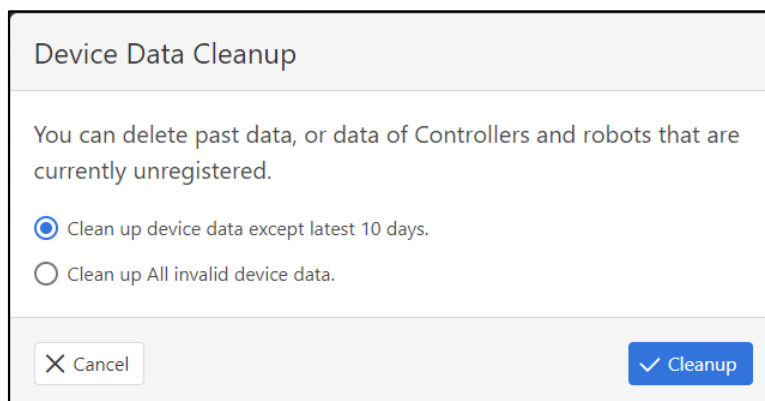 Device Data Cleanup
You can delete past data, or data of Controllers and robots that are
currently unregistered.
Clean up device data except latest 10 days.
Clean up All invalid device data.
Cancel
Cleanup